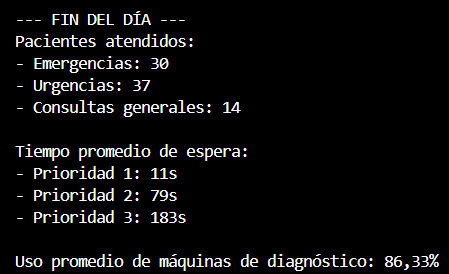 --- FIN DEL DÍA ---
Pacientes atendidos:
- Emergencias: 30
- Urgencias: 37
- Consultas generales: 14
Tiempo promedio de espera:
- Prioridad 1: 11s
- Prioridad 2: 79s
- Prioridad 3: 183s
Uso promedio de máquinas de diagnóstico: 86,33%